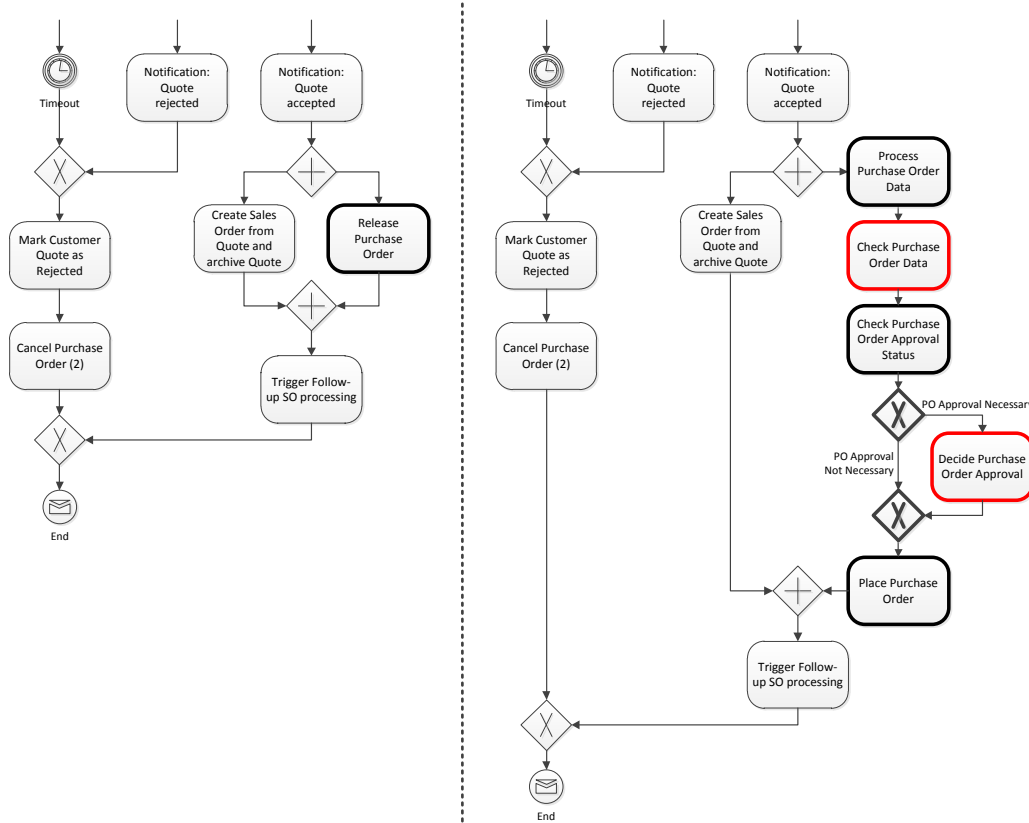 Timeout
Notification:
Quote
rejected
Notification:
Quote
accepted
Create Sales
Order from
Quote and
archive Quote
Release
Purchase
Order
Mark Customer
Quote as
Rejected
Cancel Purchase
Order (2)
Trigger Follow-
up SO processing
End
Timeout
Notification:
Quote
rejected
Notification:
Quote
accepted
Process
Purchase Order
Data
Create Sales
Order from
Quote and
archive Quote
Mark Customer
Quote as
Rejected
Check Purchase
Order Data
Cancel Purchase
Order (2)
Check Purchase
Order Approval
Status
PO Approval Necessary
PO Approval
Not Necessary
Decide Purchase
Order Approval
Place Purchase
Order
Trigger Follow-
up SO processing
End